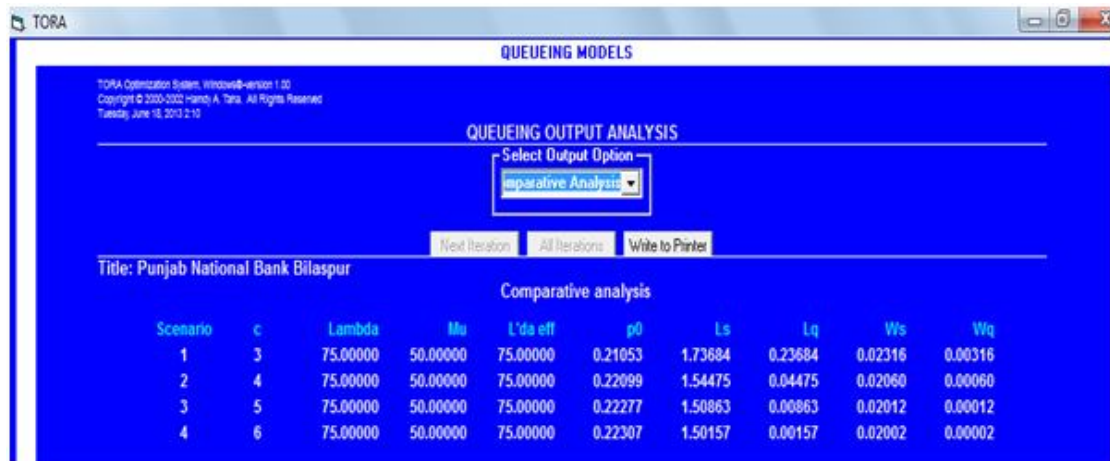 TORA
QUEUEING MODELS
TORA Optimization System, Windows®-version 1.00
Copyright © 2000-2002 Hamdy A. Taha. All Rights Reserved
Tuesday, June 18, 2013 2:10
QUEUEING OUTPUT ANALYSIS
Select Output Option
mparative Analysis
Next Iteration All Iterations Write to Printer
Title: Punjab National Bank Bilaspur
Comparative analysis
Scenario c Lambda Mu L'da eff p0 Ls Lq Ws Wq
1 3 75.00000 50.00000 75.00000 0.21053 1.73684 0.23684 0.02316 0.00316
2 4 75.00000 50.00000 75.00000 0.22099 1.54475 0.04475 0.02060 0.00060
3 5 75.00000 50.00000 75.00000 0.22277 1.50863 0.00863 0.02012 0.00012
4 6 75.00000 50.00000 75.00000 0.22307 1.50157 0.00157 0.02002 0.00002